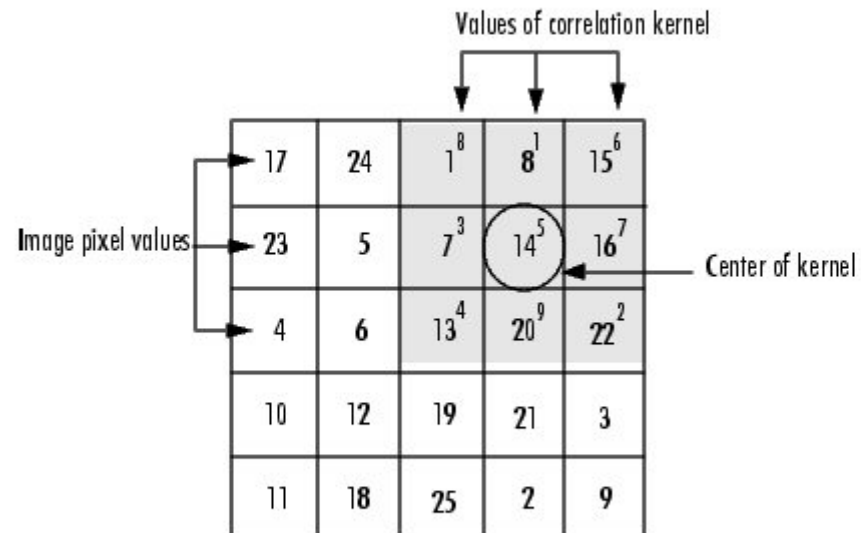 Values of correlation kernel
17 24 1 8 8 1 15 6
Image pixel values 23 5 7 3 14 5 16 7
Center of kernel
4 6 13 4 20 9 22 2
10 12 19 21 3
11 18 25 2 9